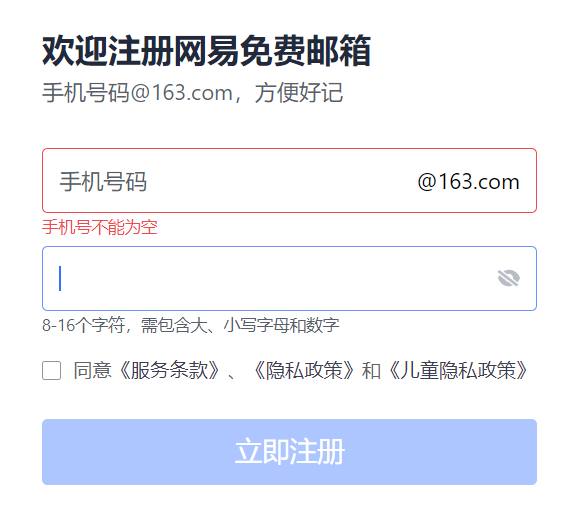 欢迎注册网易免费邮箱
手机号码@163.com，方便好记
手机号码 @163.com
手机号不能为空
8-16个字符，需包含大、小写字母和数字
同意《服务条款》、《隐私政策》和《儿童隐私政策》
立即注册